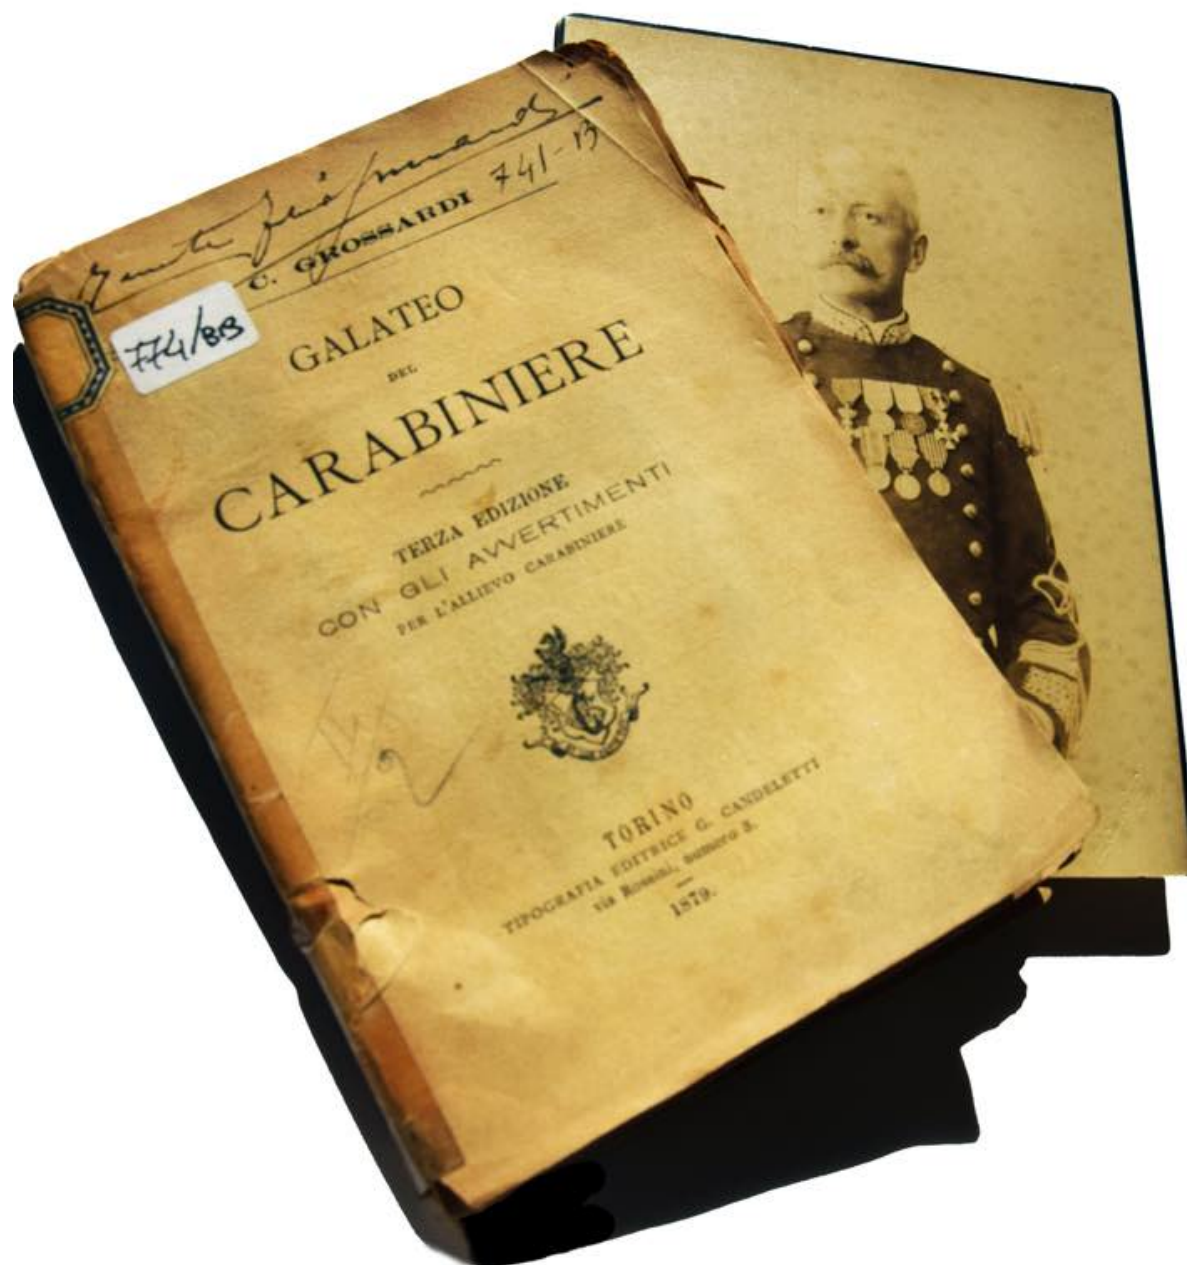 741-B
C. GROSSARDI
774/BB
GALATEO
DEL
CARABINIERE
TERZA EDIZIONE
CON GLI AVVERTIMENTI
PER L'ALLIEVO CARABINIERE
TORINO
TIPOGRAFIA EDITRICE G. CANDELETTI
via Rossini, numero 3.
1879.